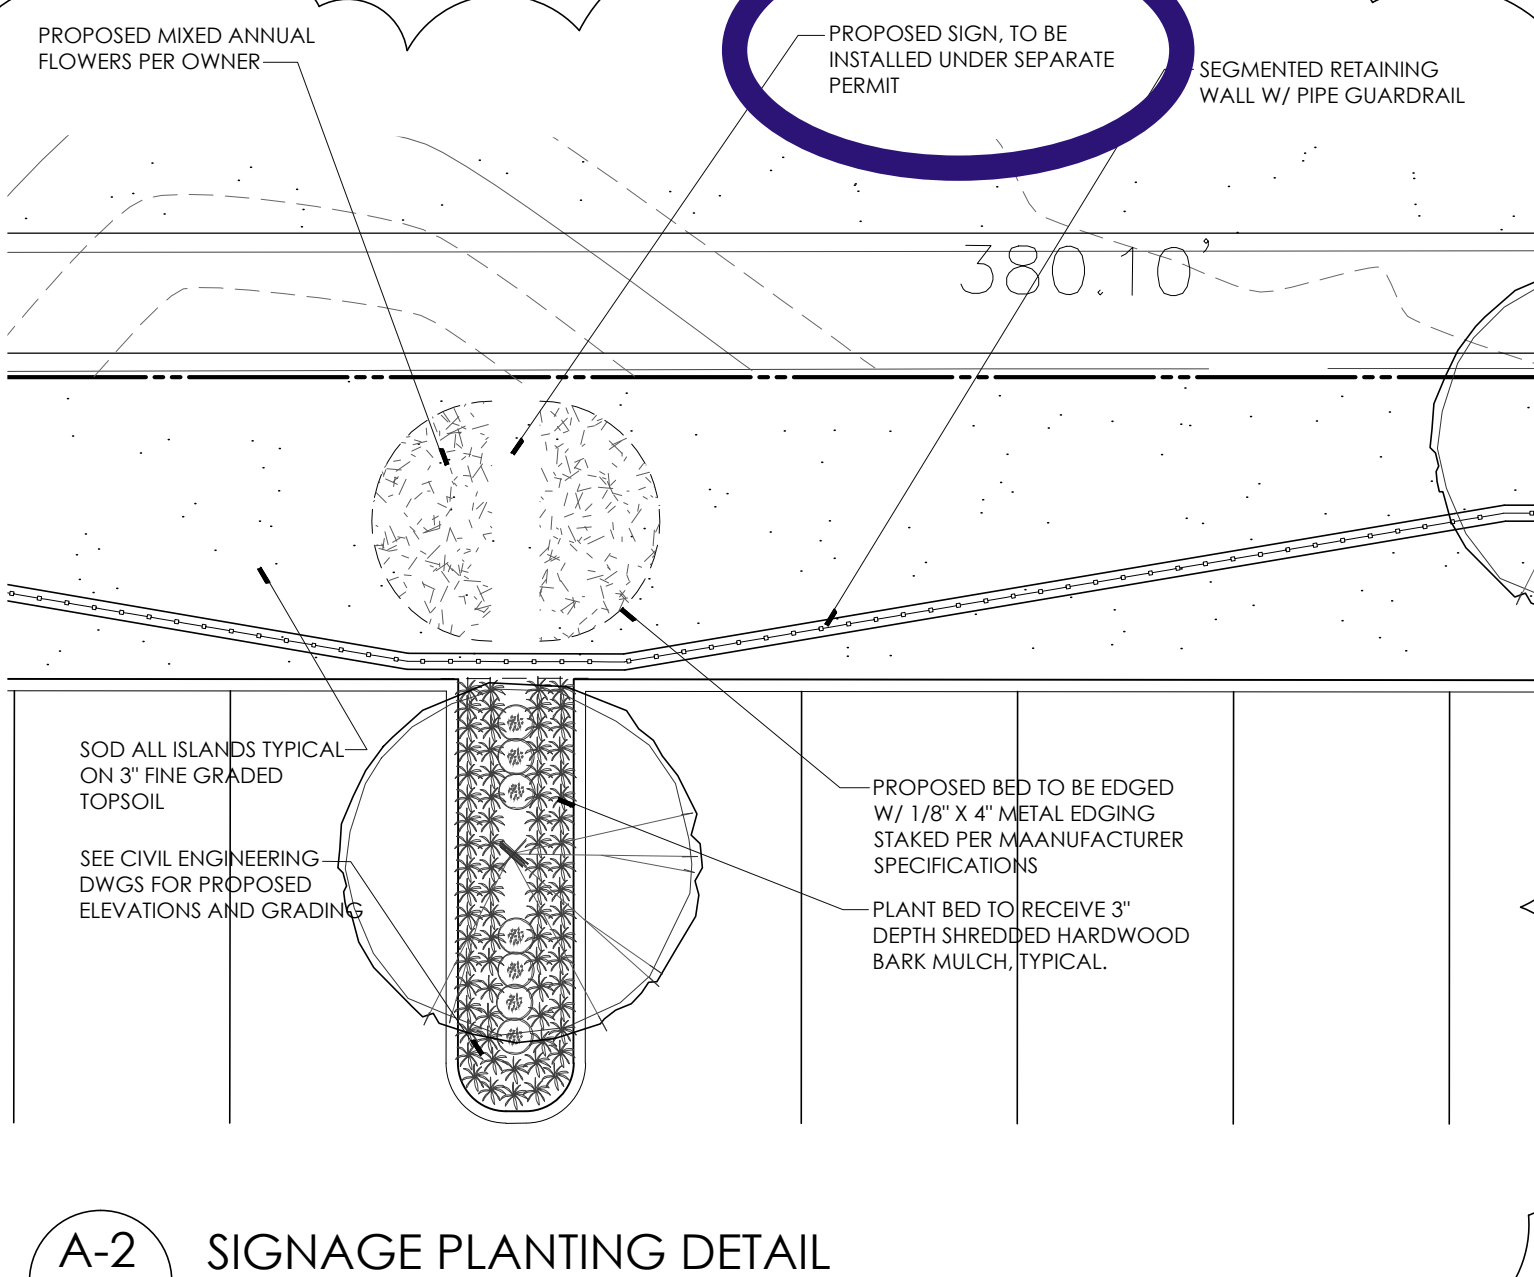 PROPOSED MIXED ANNUAL
FLOWERS PER OWNER
PROPOSED SIGN, TO BE
INSTALLED UNDER SEPARATE
PERMIT
SEGMENTED RETAINING
WALL W/ PIPE GUARDRAIL
380.10'
SOD ALL ISLANDS TYPICAL
ON 3" FINE GRADED
TOPSOIL
SEE CIVIL ENGINEERING
DWGS FOR PROPOSED
ELEVATIONS AND GRADING
PROPOSED BED TO BE EDGED
W/ 1/8" X 4" METAL EDGING
STAKED PER MAANUFACTURER
SPECIFICATIONS
PLANT BED TO RECEIVE 3"
DEPTH SHREDDED HARDWOOD
BARK MULCH, TYPICAL.
A-2
SIGNAGE PLANTING DETAIL